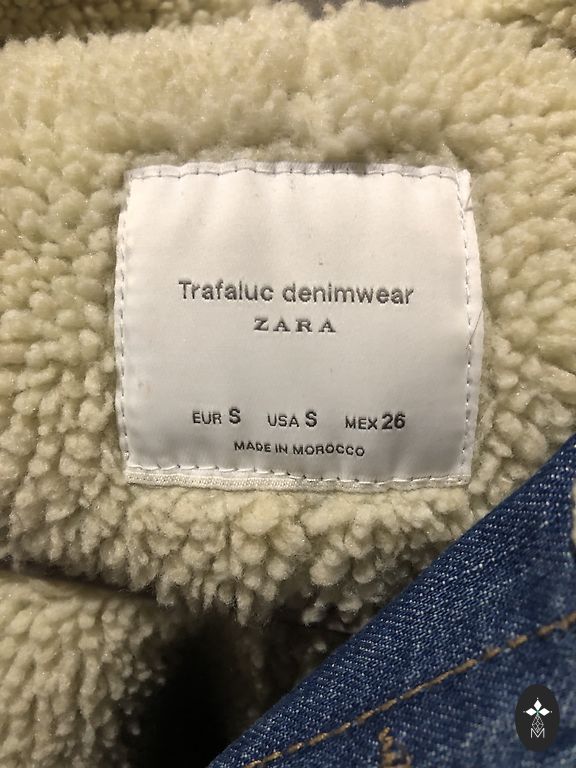 Trafaluc denimwear
ZARA
EUR S USA S MEX 26
MADE IN MOROCCO
M